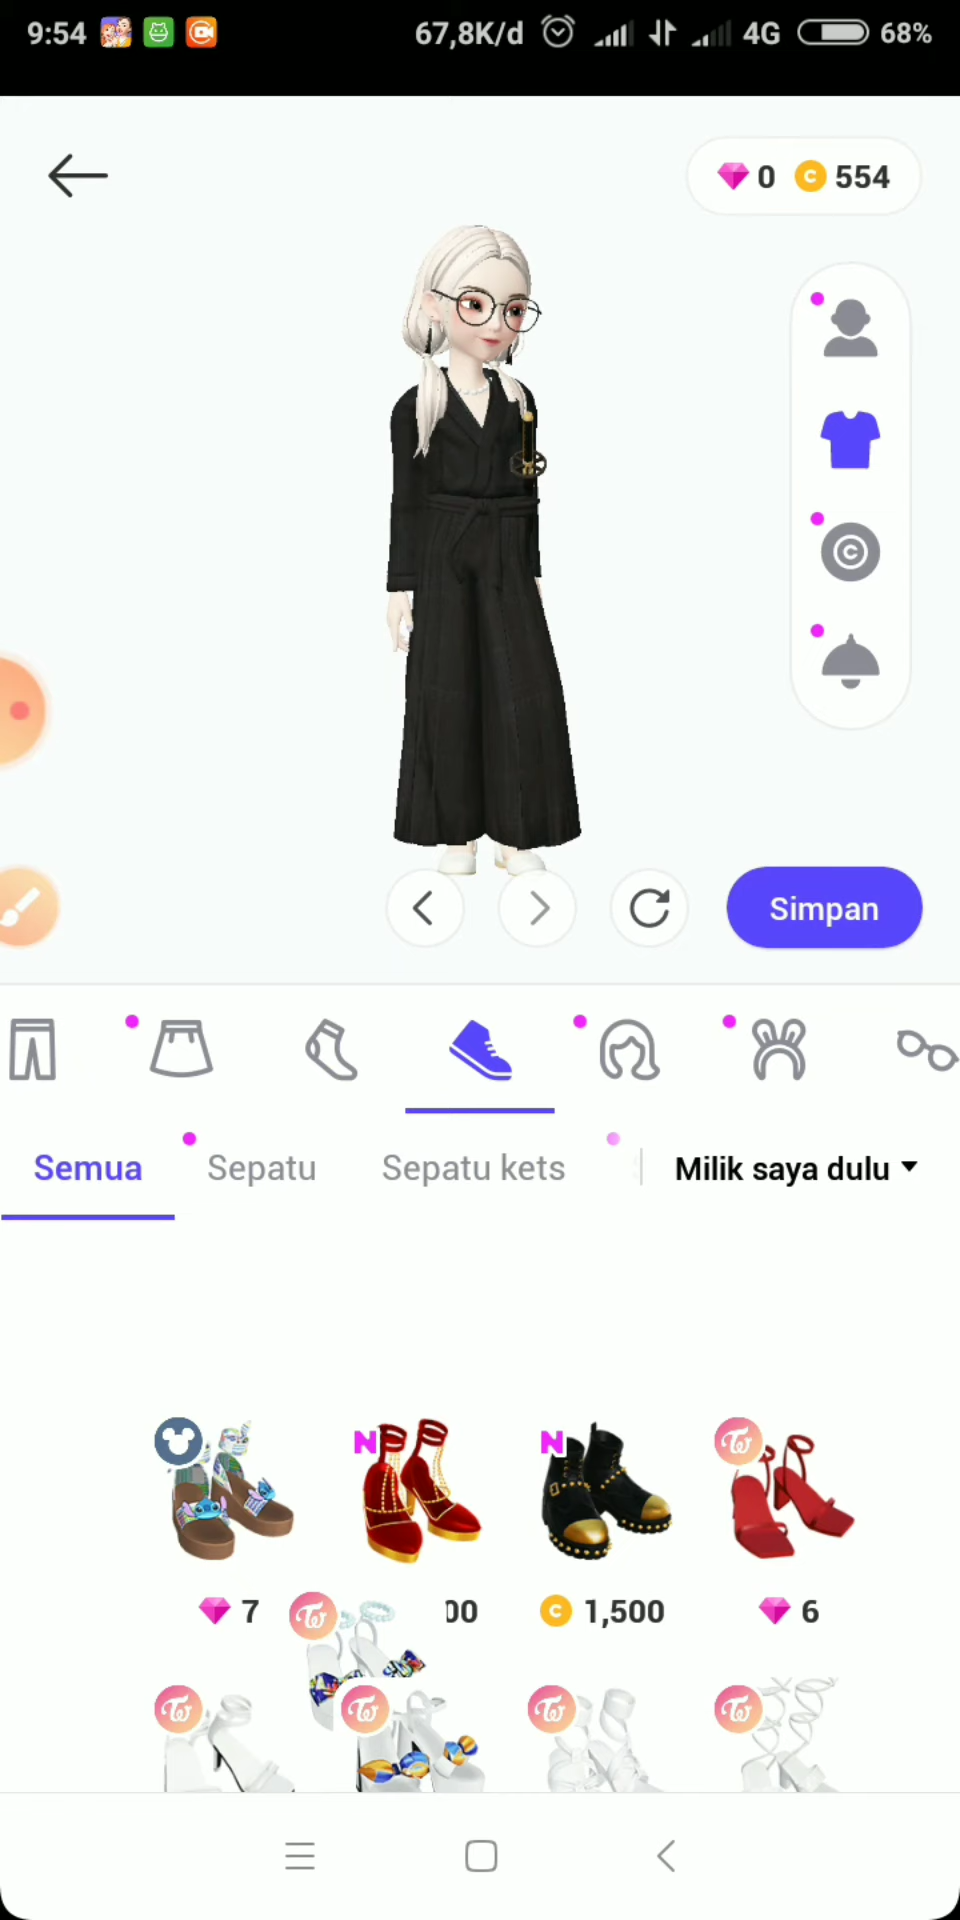 9:54 67,8K/d 4G 68%
0 554
Simpan
Semua Sepatu Sepatu kets Milik saya dulu
N N
7 00 1,500 6